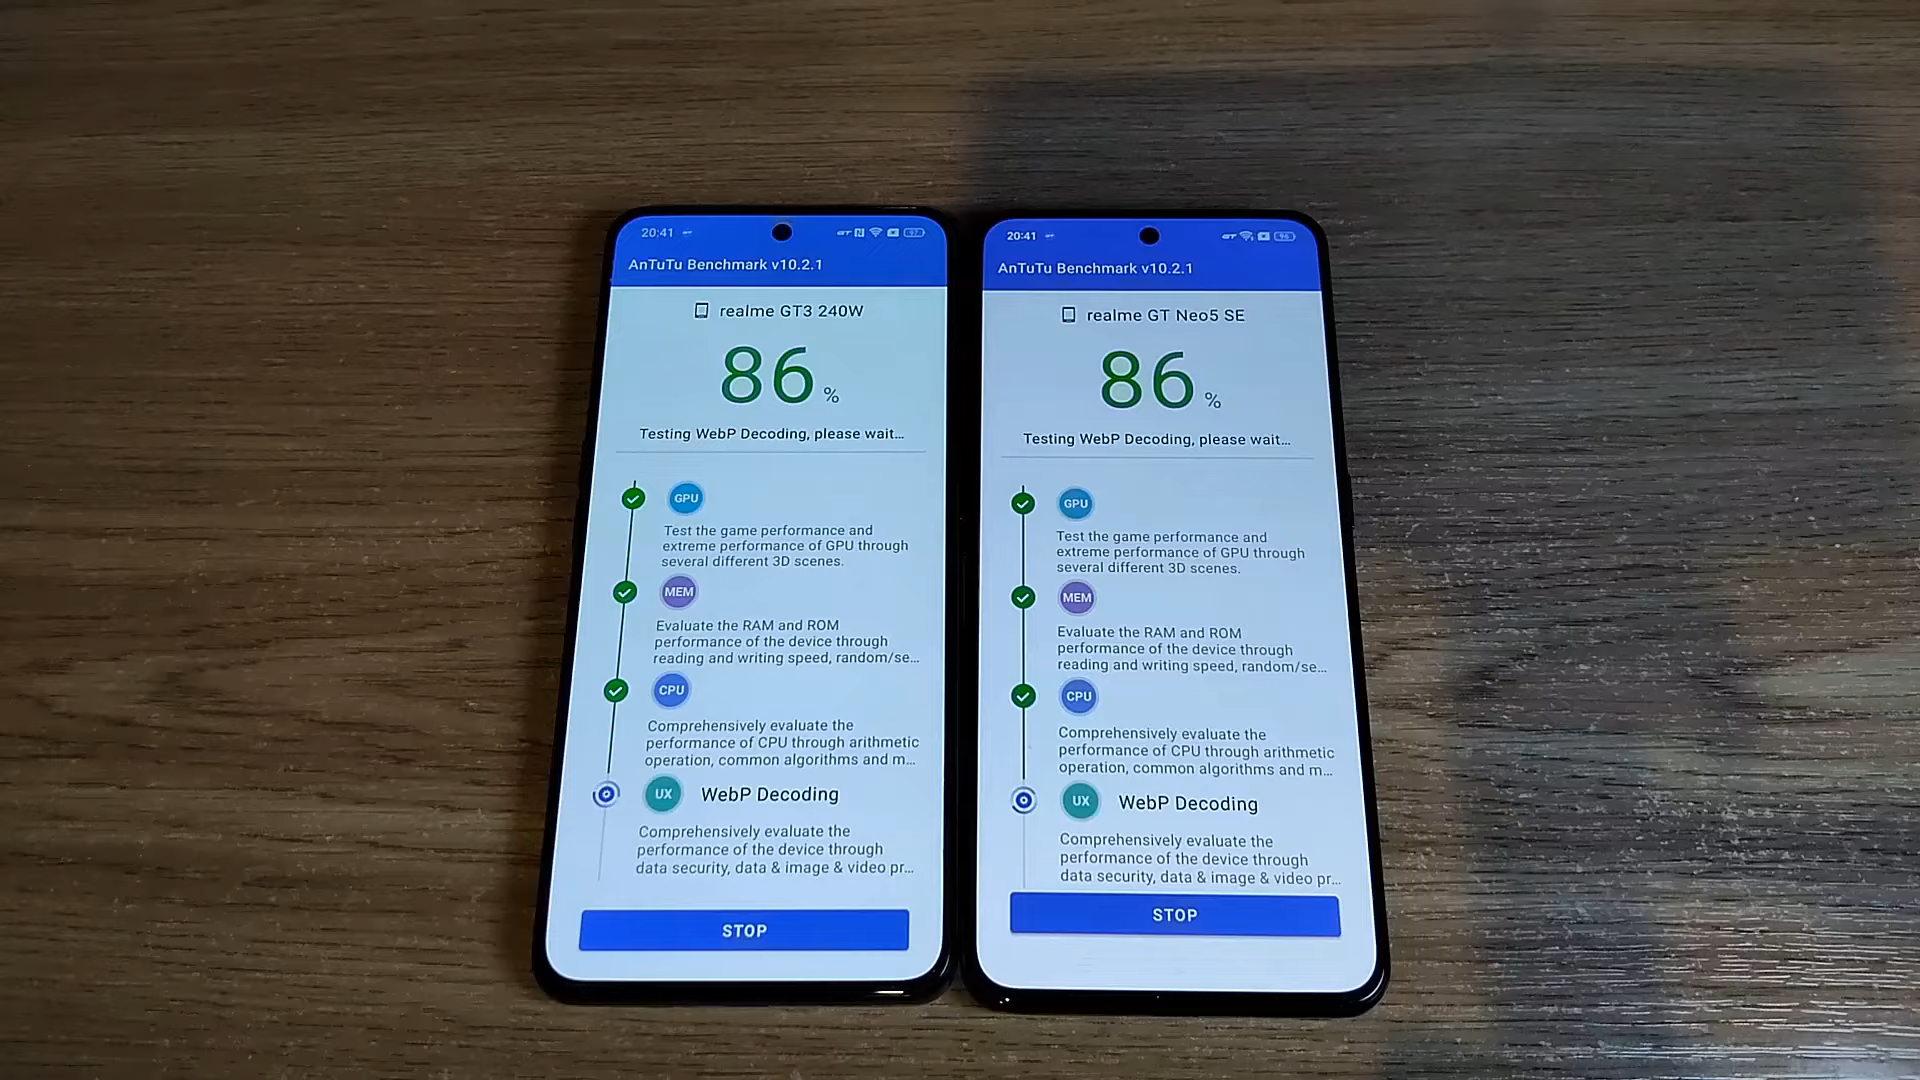 20:41
97
AnTuTu Benchmark v10.2.1
realme GT3 240W
86 %
Testing WebP Decoding, please wait...
GPU
Test the game performance and
extreme performance of GPU through
several different 3D scenes.
MEM
Evaluate the RAM and ROM
performance of the device through
reading and writing speed, random/se...
CPU
Comprehensively evaluate the
performance of CPU through arithmetic
operation, common algorithms and m...
UX WebP Decoding
Comprehensively evaluate the
performance of the device through
data security, data & image & video pr...
STOP
20:41
GT 96
AnTuTu Benchmark v10.2.1
realme GT Neo5 SE
86 %
Testing WebP Decoding, please wait...
GPU
Test the game performance and
extreme performance of GPU through
several different 3D scenes.
MEM
Evaluate the RAM and ROM
performance of the device through
reading and writing speed, random/se...
CPU
Comprehensively evaluate the
performance of CPU through arithmetic
operation, common algorithms and m...
UX WebP Decoding
Comprehensively evaluate the
performance of the device through
data security, data & image & video pr...
STOP